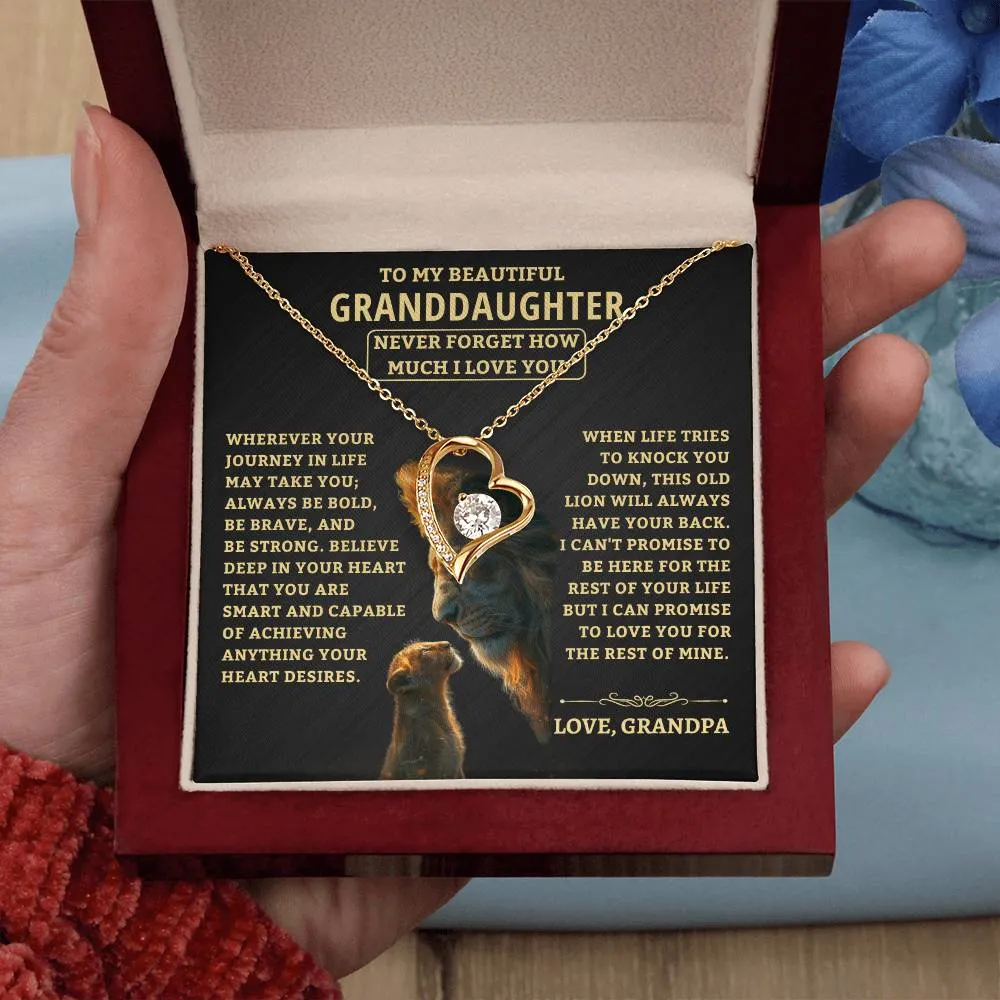 TO MY BEAUTIFUL
GRANDDAUGHTER
NEVER FORGET HOW
MUCH I LOVE YOU
WHEREVER YOUR
JOURNEY IN LIFE
MAY TAKE YOU;
ALWAYS BE BOLD,
BE BRAVE, AND
BE STRONG. BELIEVE
DEEP IN YOUR HEART
THAT YOU ARE
SMART AND CAPABLE
OF ACHIEVING
ANYTHING YOUR
HEART DESIRES.
WHEN LIFE TRIES
TO KNOCK YOU
DOWN, THIS OLD
LION WILL ALWAYS
HAVE YOUR BACK.
I CAN'T PROMISE TO
BE HERE FOR THE
REST OF YOUR LIFE
BUT I CAN PROMISE
TO LOVE YOU FOR
THE REST OF MINE.
LOVE, GRANDPA